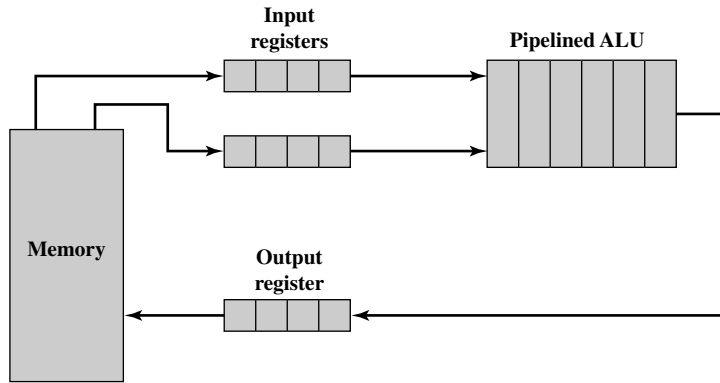 Input
registers
Pipelined ALU
Memory
Output
register